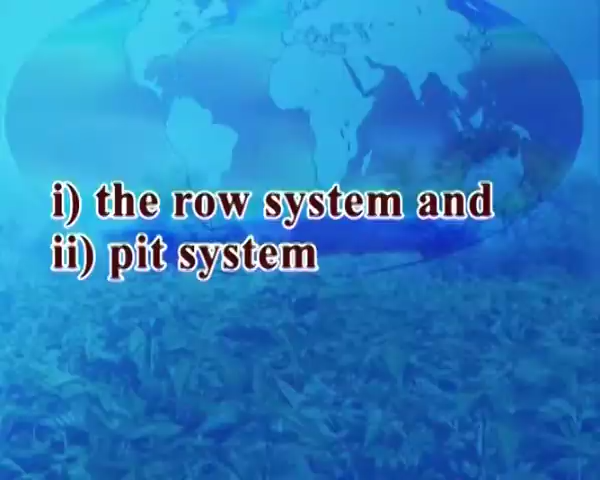 i) the row system and
ii) pit system